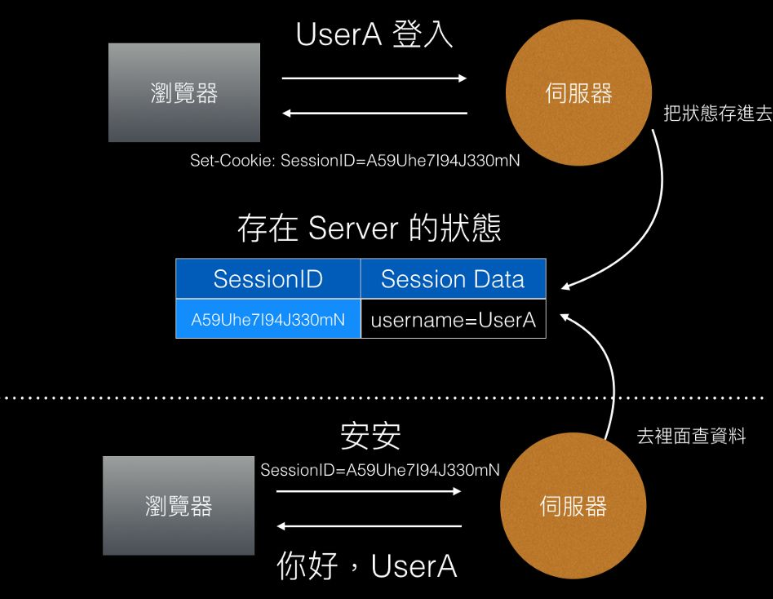 UserA 登入
瀏覽器
伺服器
把狀態存進去
Set-Cookie: SessionID=A59Uhe7I94J330mN
存在 Server 的狀態
SessionID
Session Data
A59Uhe7I94J330mN
username=UserA
安安
去裡面查資料
SessionID=A59Uhe7I94J330mN
瀏覽器
伺服器
你好，UserA